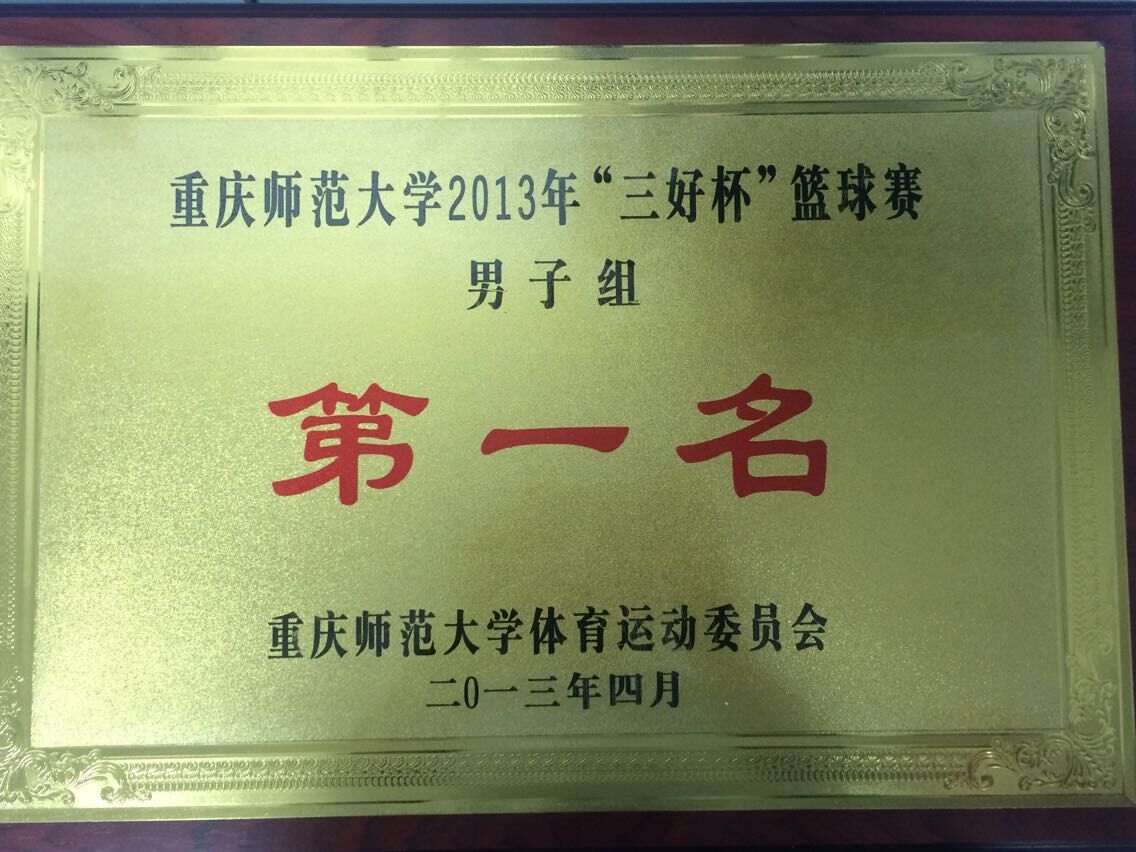 重庆师范大学2013年“三好杯”篮球赛
男子组
第一名
重庆师范大学体育运动委员会
二0一三年四月